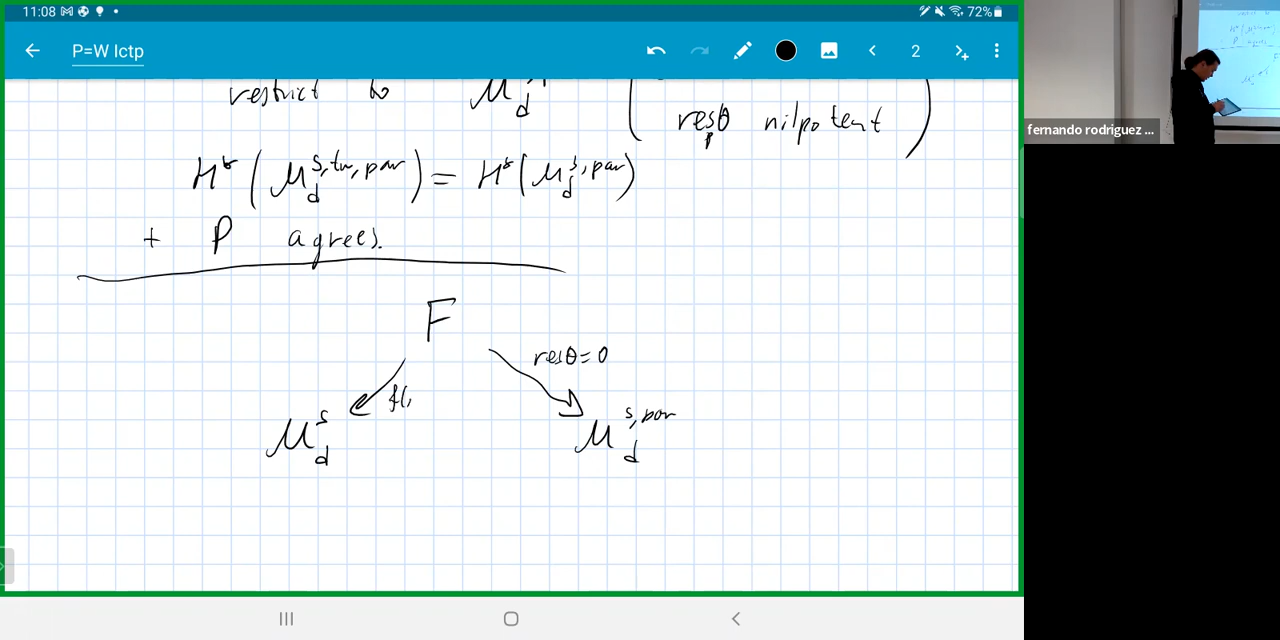 11:08 72%
P=W Ictp 2
restrict to M_d
res_p θ nilpotent
H*(M_d^{s,tw,par}) = H*(M_d^{s,par})
+ P agrees.
F
resθ=0
fl,
M_d^s M_d^{s,par}
fernando rodriguez ...